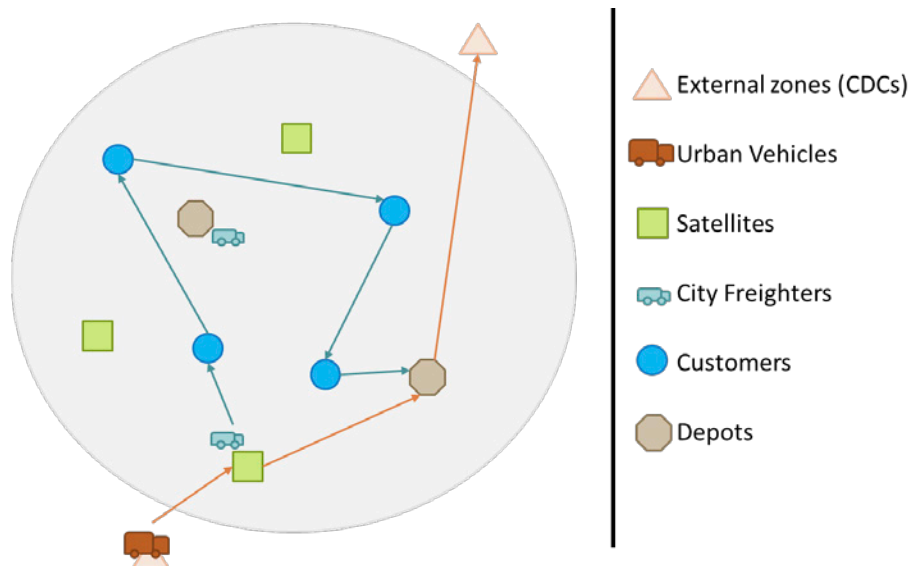 External zones (CDCs)
Urban Vehicles
Satellites
City Freighters
Customers
Depots